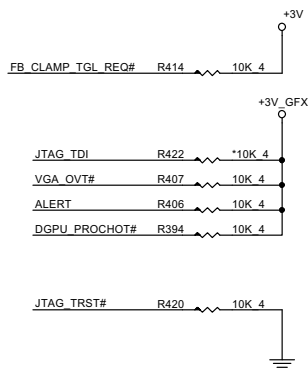 +3V
FB_CLAMP_TGL_REQ# R414 10K_4
+3V_GFX
JTAG_TDI R422 *10K_4
VGA_OVT# R407 10K_4
ALERT R406 10K_4
DGPU_PROCHOT# R394 10K_4
JTAG_TRST# R420 10K_4